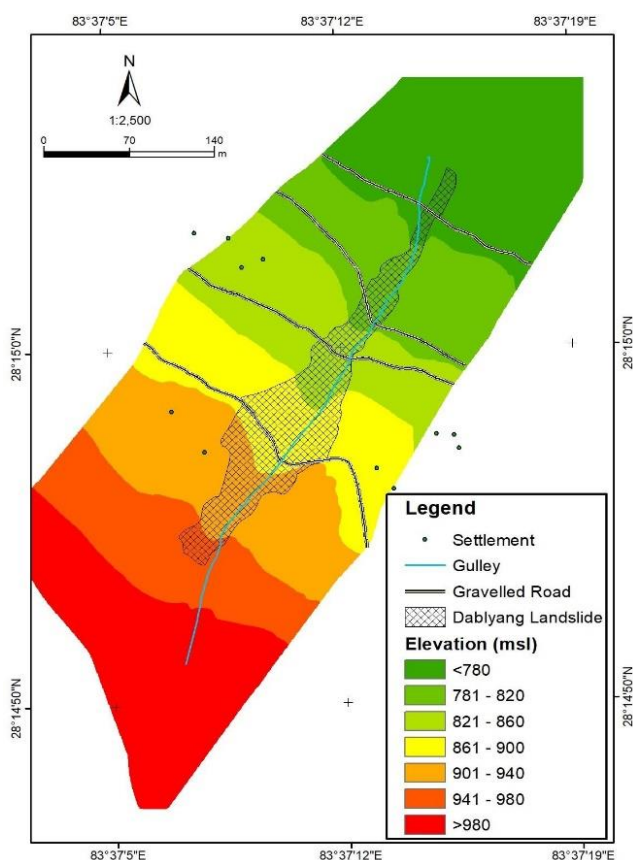 83°37'5"E 83°37'12"E 83°37'19"E
N
1:2,500
0 70 140
m
28°15'0"N 28°15'0"N
28°14'50"N 28°14'50"N
Legend
Settlement
Gulley
Gravelled Road
Dablyang Landslide
Elevation (msl)
<780
781 - 820
821 - 860
861 - 900
901 - 940
941 - 980
>980
83°37'5"E 83°37'12"E 83°37'19"E